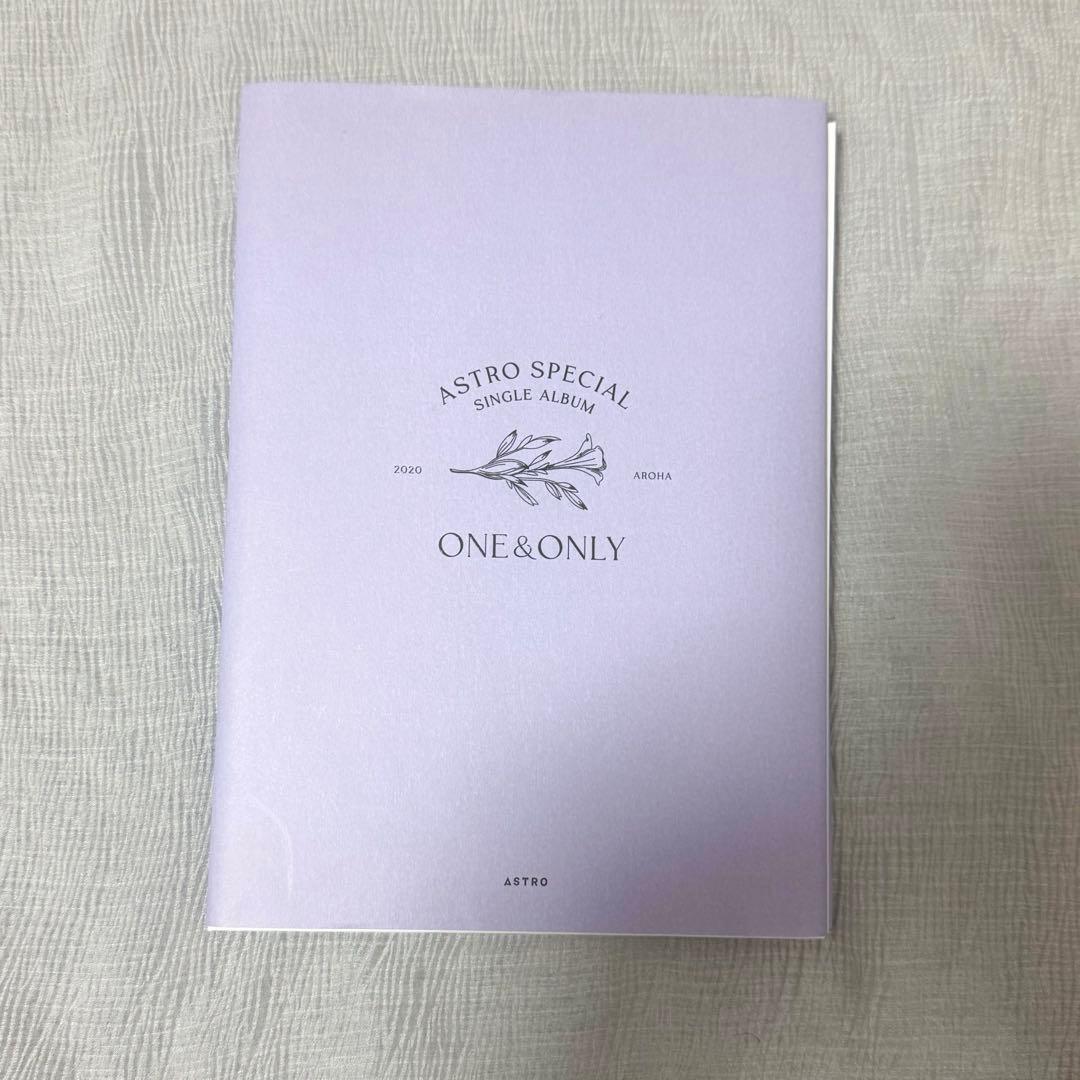 ASTRO SPECIAL
SINGLE ALBUM
2020
AROHA
ONE&ONLY
ASTRO